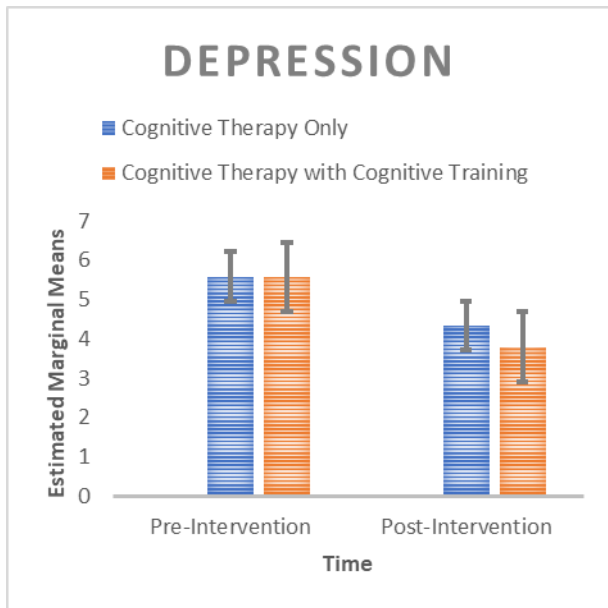 DEPRESSION
Cognitive Therapy Only
Cognitive Therapy with Cognitive Training
7
6
5
4
3
2
1
0
Estimated Marginal Means
Pre-Intervention Post-Intervention
Time